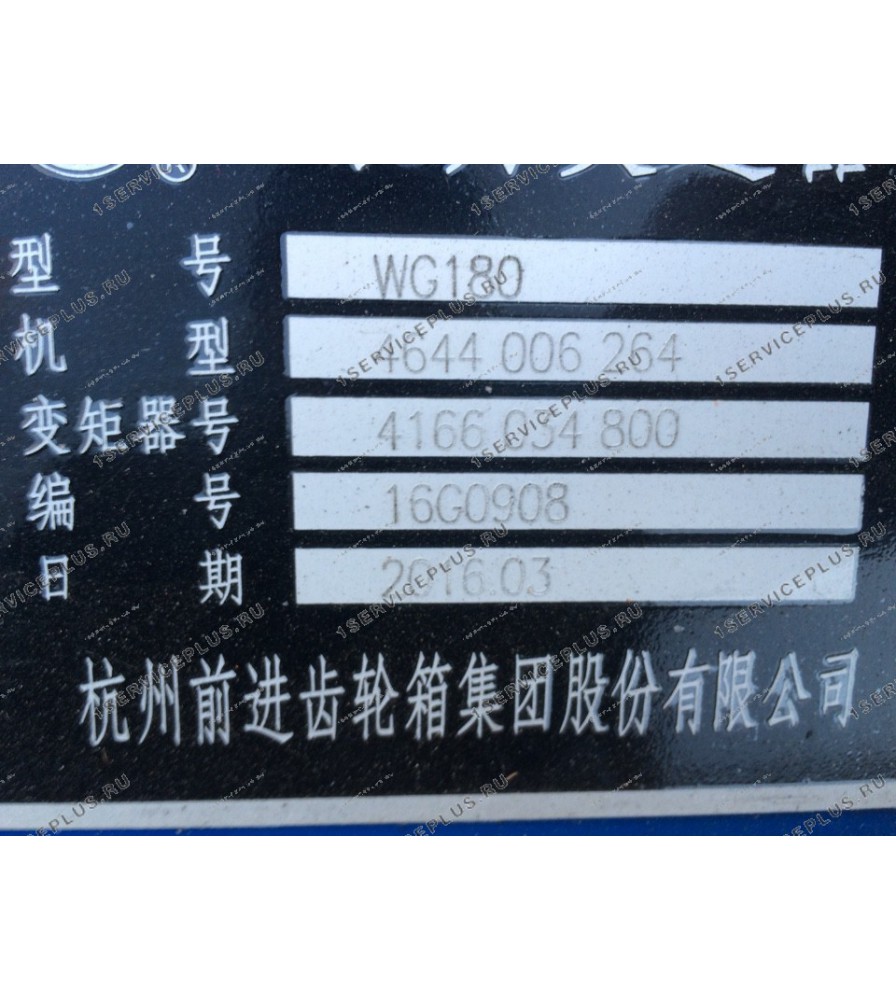 型 号 WG180
机 型 4644 006 264
变矩器号 4166 034 800
编 号 16G0908
日 期 2016.03
杭州前进齿轮箱集团股份有限公司
1SERVICEPLUS.RU